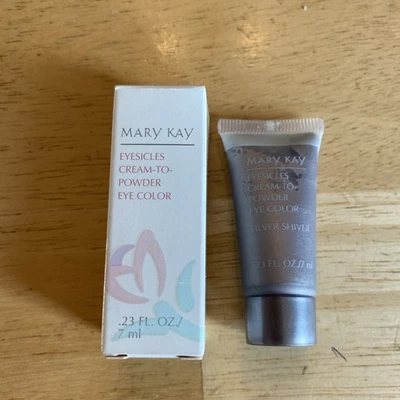 MARY KAY
EYESICLES
CREAM-TO-
POWDER
EYE COLOR
.23 FL. OZ./
7 ml
MARY KAY
EYESICLES
CREAM-TO-
POWDER
EYE COLOR
SILVER SHIVER
.23 FL.OZ./7 ml